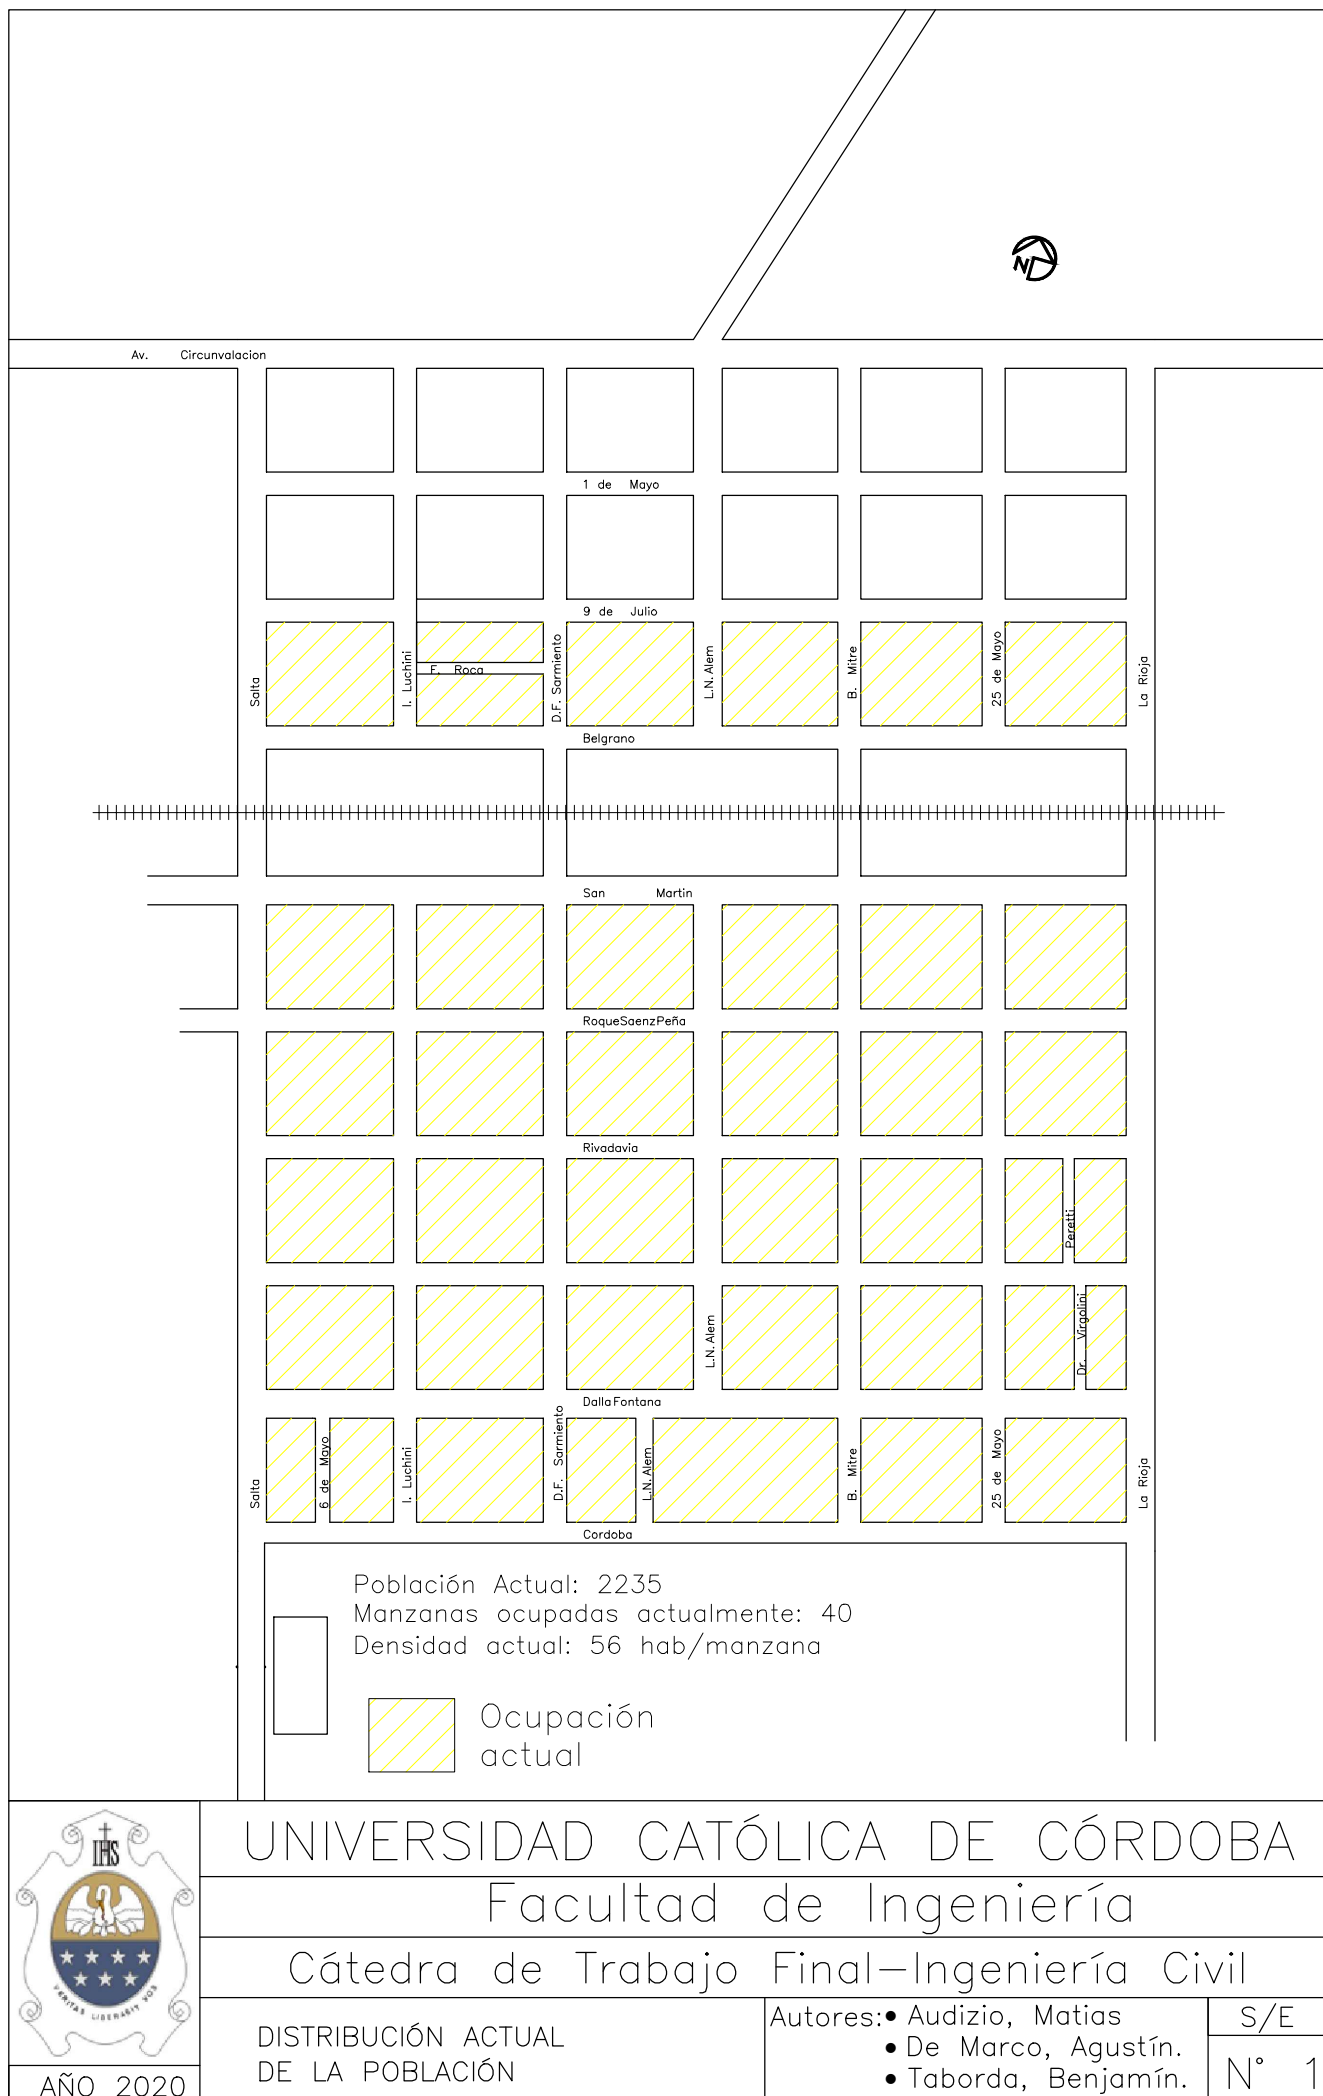 N
Av. Circunvalacion
1 de Mayo
9 de Julio
Salta
I. Luchini
F. Roca
D.F. Sarmiento
L.N. Alem
B. Mitre
25 de Mayo
La Rioja
Belgrano
San Martin
RoqueSaenzPeña
Rivadavia
Peretti
L.N. Alem
Dr. Virgolini
DallaFontana
Salta
6 de Mayo
I. Luchini
D.F. Sarmiento
L.N. Alem
B. Mitre
25 de Mayo
La Rioja
Cordoba
Población Actual: 2235
Manzanas ocupadas actualmente: 40
Densidad actual: 56 hab/manzana
Ocupación
actual
IHS
VERITAS LIBERABIT VOS
AÑO 2020
UNIVERSIDAD CATÓLICA DE CÓRDOBA
Facultad de Ingeniería
Cátedra de Trabajo Final-Ingeniería Civil
DISTRIBUCIÓN ACTUAL
DE LA POBLACIÓN
Autores:• Audizio, Matias
• De Marco, Agustín.
• Taborda, Benjamín.
S/E
N° 1